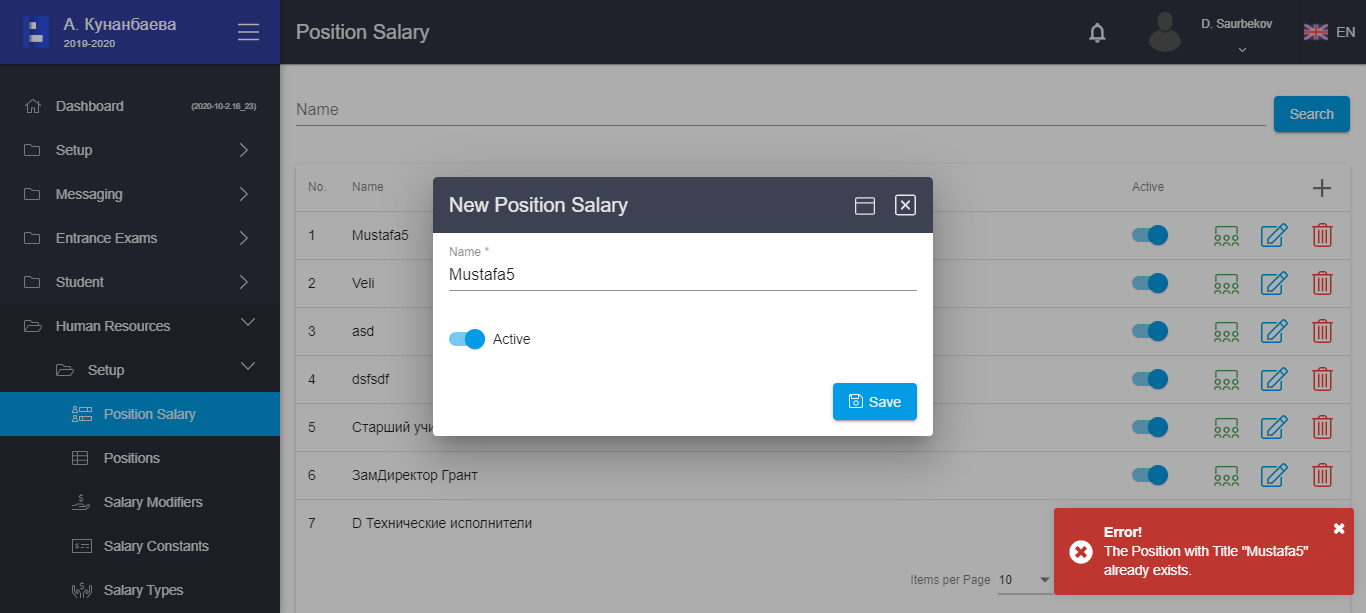 А. Кунанбаева
2019-2020
Position Salary
D. Saurbekov
EN
Dashboard
(2020-10-2.16_23)
Setup
Messaging
Entrance Exams
Student
Human Resources
Setup
Position Salary
Positions
Salary Modifiers
Salary Constants
Salary Types
Name
Search
No. Name Active
1 Mustafa5
2 Veli
3 asd
4 dsfsdf
5 Старший учи
6 ЗамДиректор Грант
7 D Технические исполнители
Items per Page 10
New Position Salary
Name *
Mustafa5
Active
Save
Error!
The Position with Title "Mustafa5"
already exists.